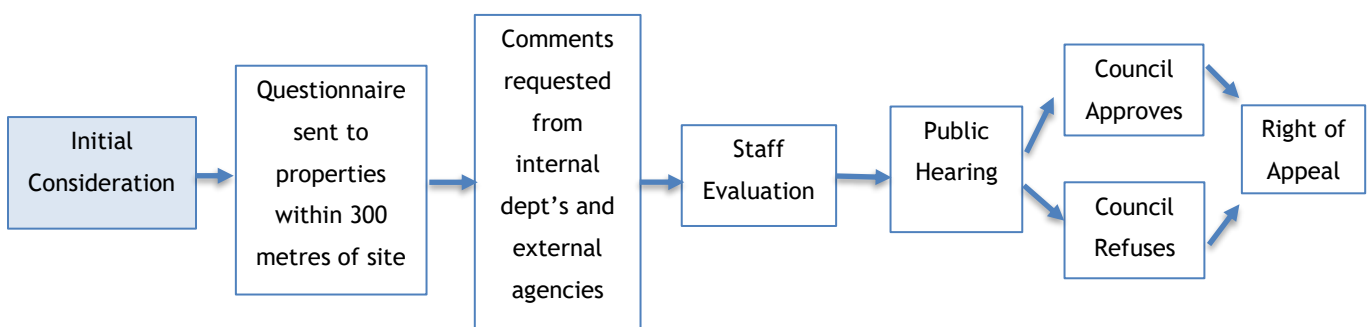 Initial
Consideration
Questionnaire
sent to
properties
within 300
metres of site
Comments
requested
from
internal
dept’s and
external
agencies
Staff
Evaluation
Public
Hearing
Council
Approves
Council
Refuses
Right of
Appeal